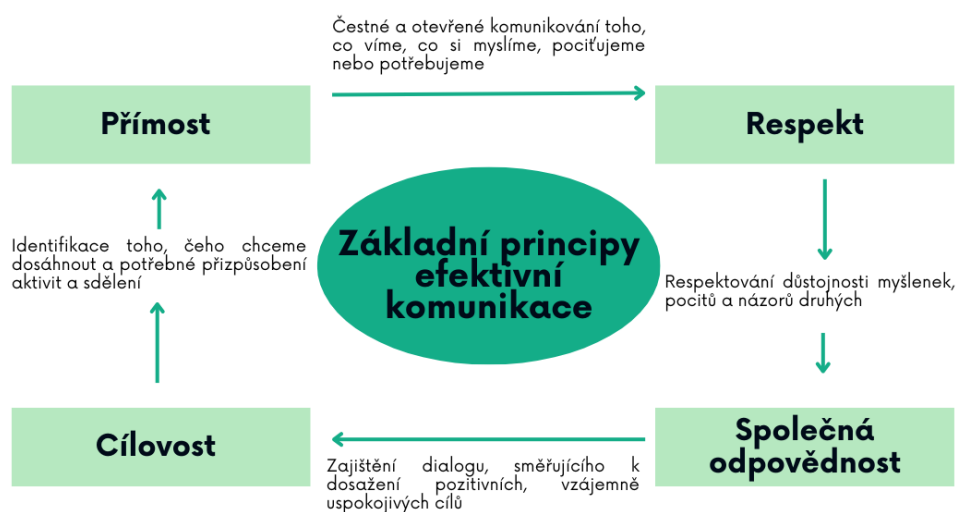 Čestné a otevřené komunikování toho,
co víme, co si myslíme, pociťujeme
nebo potřebujeme
Přímost
Respekt
Základní principy
efektivní
komunikace
Identifikace toho, čeho chceme
dosáhnout a potřebné přizpůsobení
aktivit a sdělení
Respektování důstojnosti myšlenek,
pocitů a názorů druhých
Cílovost
Společná
odpovědnost
Zajištění dialogu, směřujícího k
dosažení pozitivních, vzájemně
uspokojivých cílů